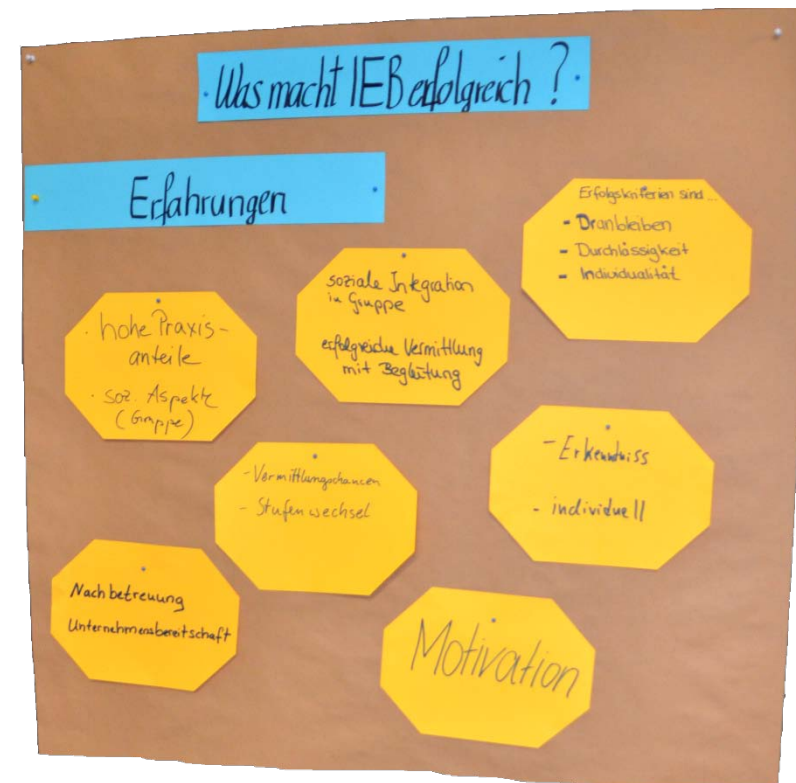 Was macht IEB erfolgreich ?
Erfahrungen
Erfolgskriterien sind ...
- Dranbleiben
- Durchlässigkeit
- Individualität
soziale Integration
in Gruppe
erfolgreiche Vermittlung
mit Begleitung
· hohe Praxis-
anteile
· soz. Aspekte
(Gruppe)
- Erkenntniss
- individuell
- Vermittlungschancen
- Stufenwechsel
Nachbetreuung
Unternehmensbereitschaft
Motivation